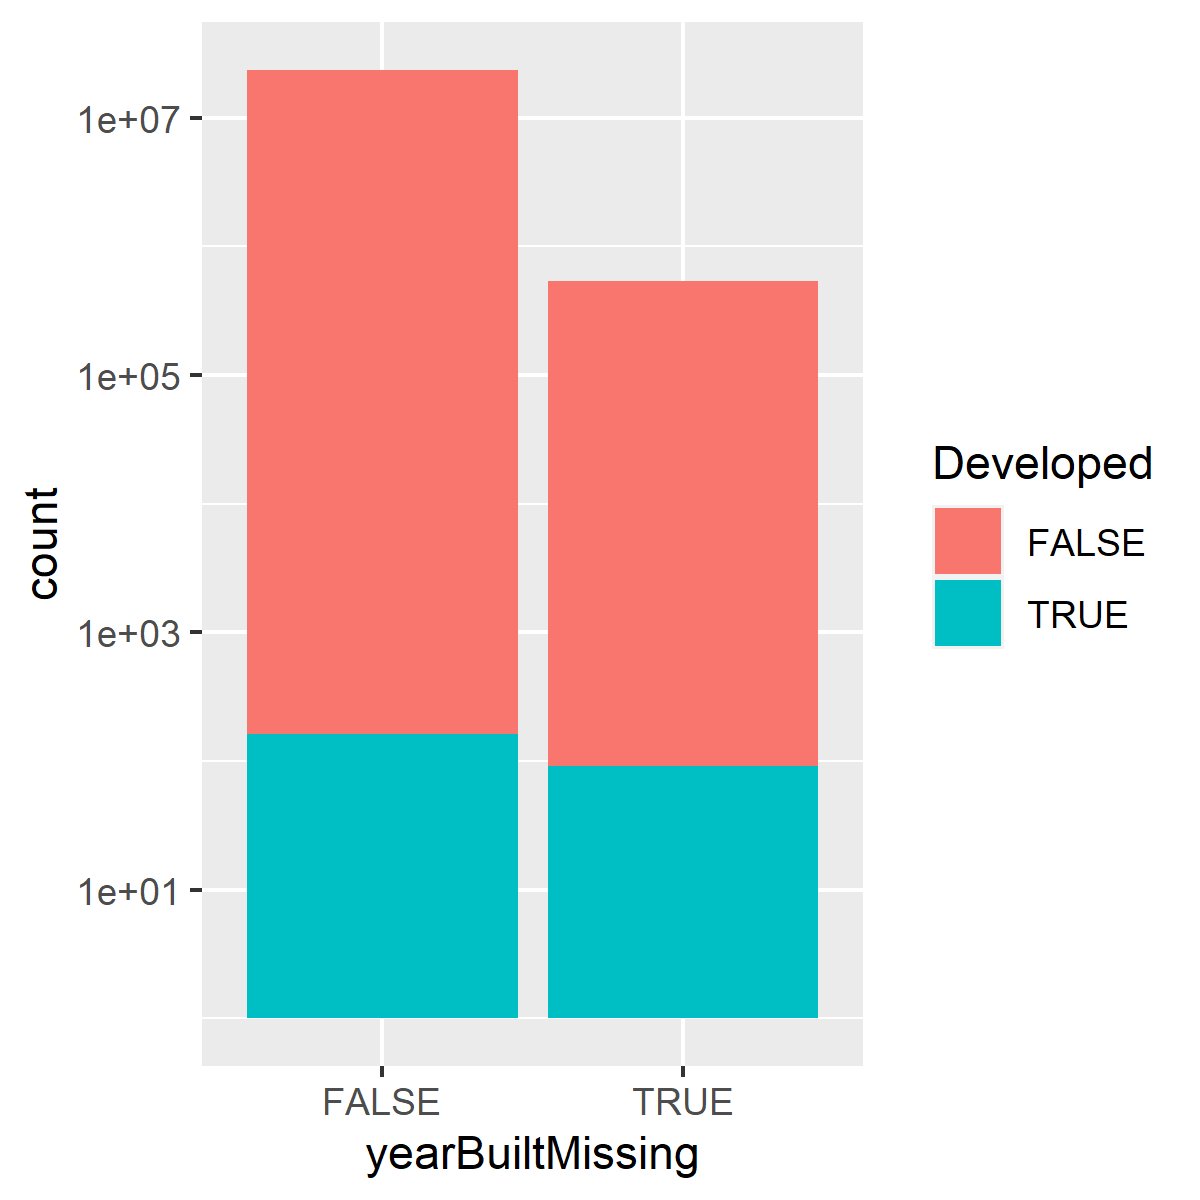 1e+07
1e+05
1e+03
1e+01
count
FALSE
TRUE
yearBuiltMissing
Developed
FALSE
TRUE